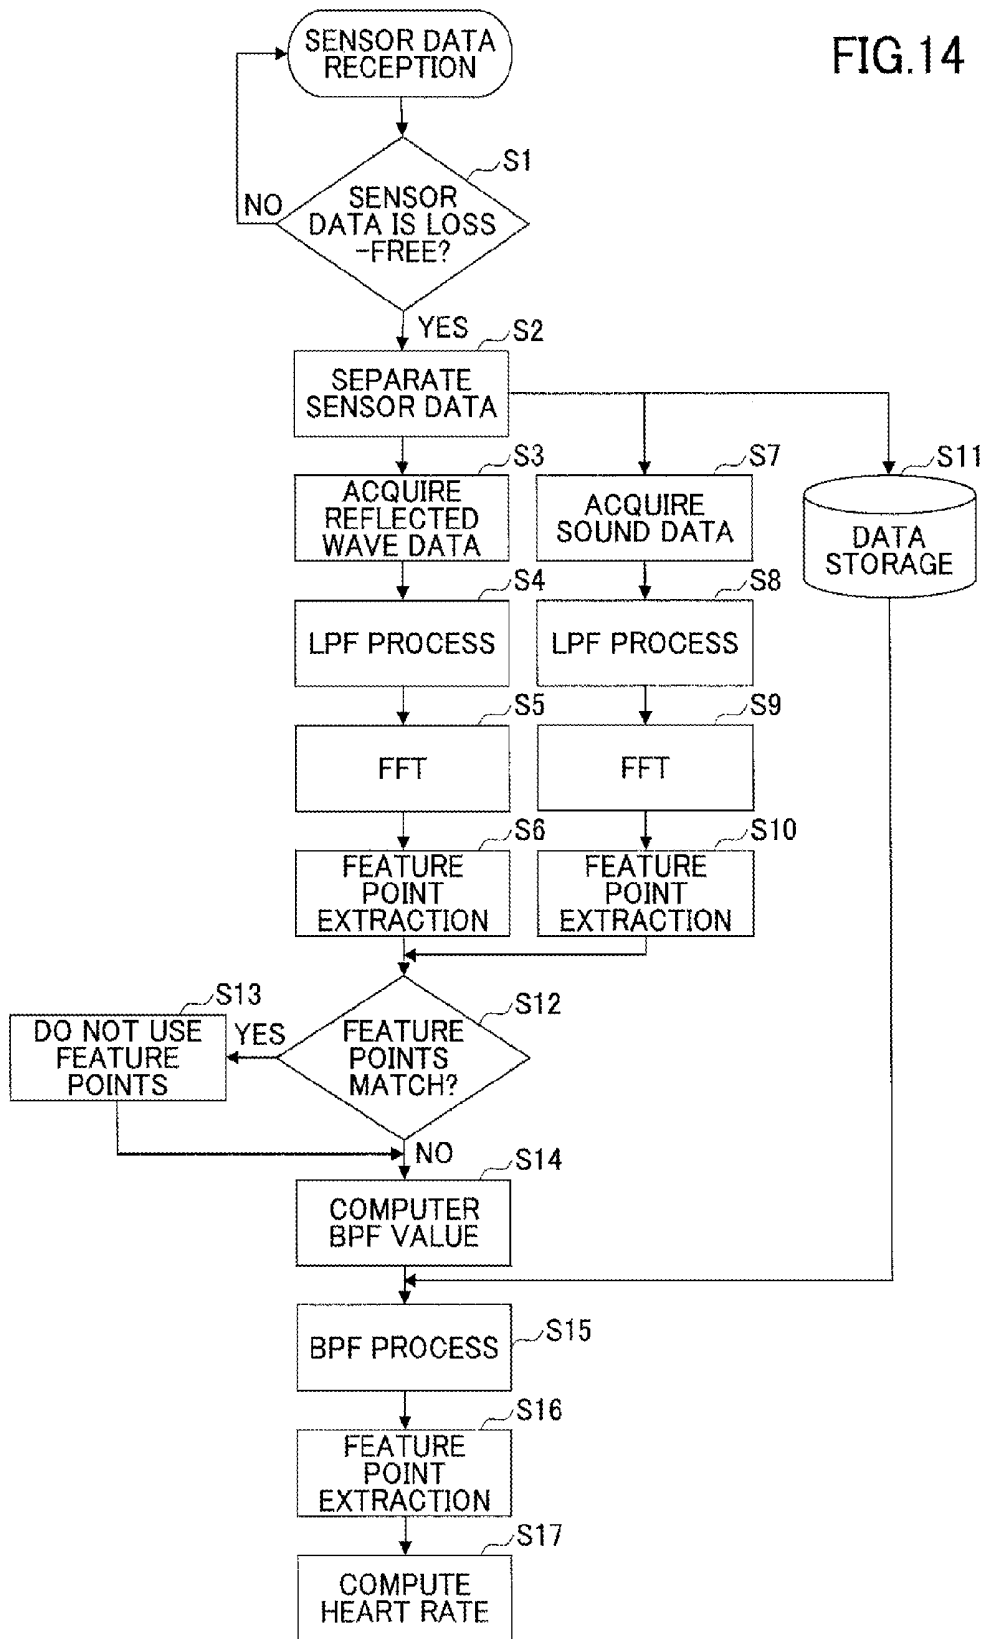 FIG.14
SENSOR DATA
RECEPTION
S1
SENSOR
DATA IS LOSS
-FREE?
NO
YES
S2
SEPARATE
SENSOR DATA
S3
ACQUIRE
REFLECTED
WAVE DATA
S7
ACQUIRE
SOUND DATA
S11
DATA
STORAGE
S4
LPF PROCESS
S8
LPF PROCESS
S5
FFT
S9
FFT
S6
FEATURE
POINT
EXTRACTION
S10
FEATURE
POINT
EXTRACTION
S12
FEATURE
POINTS
MATCH?
YES
S13
DO NOT USE
FEATURE
POINTS
NO
S14
COMPUTER
BPF VALUE
S15
BPF PROCESS
S16
FEATURE
POINT
EXTRACTION
S17
COMPUTE
HEART RATE